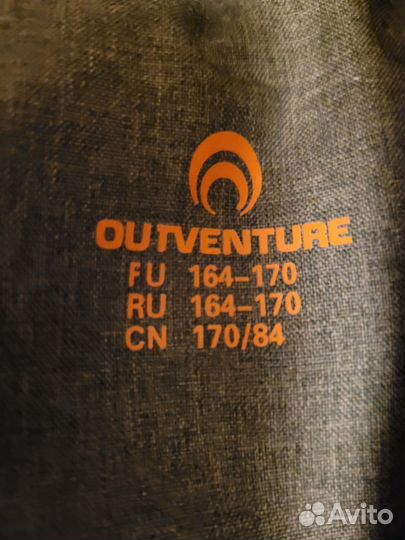 OUTVENTURE
FU 164-170
RU 164-170
CN 170/84
Avito